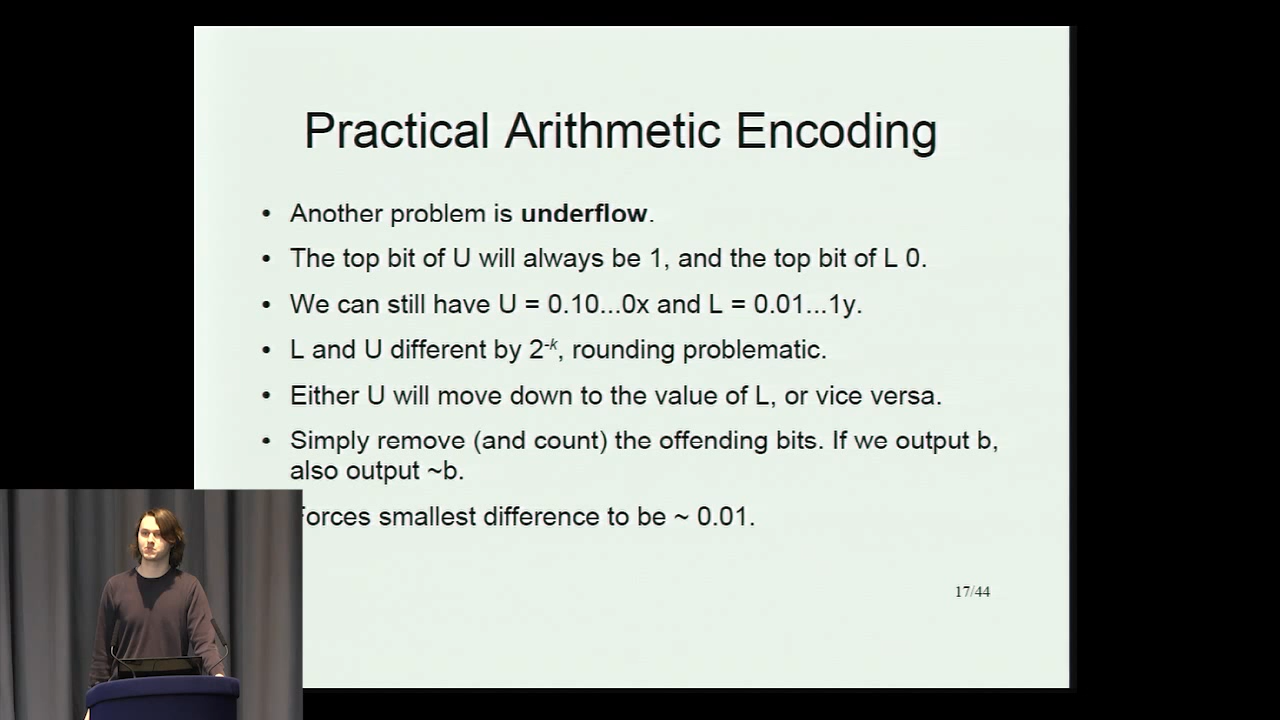 Practical Arithmetic Encoding
• Another problem is underflow.
• The top bit of U will always be 1, and the top bit of L 0.
• We can still have U = 0.10...0x and L = 0.01...1y.
• L and U different by 2^-k, rounding problematic.
• Either U will move down to the value of L, or vice versa.
• Simply remove (and count) the offending bits. If we output b,
also output ~b.
Forces smallest difference to be ~ 0.01.
17/44